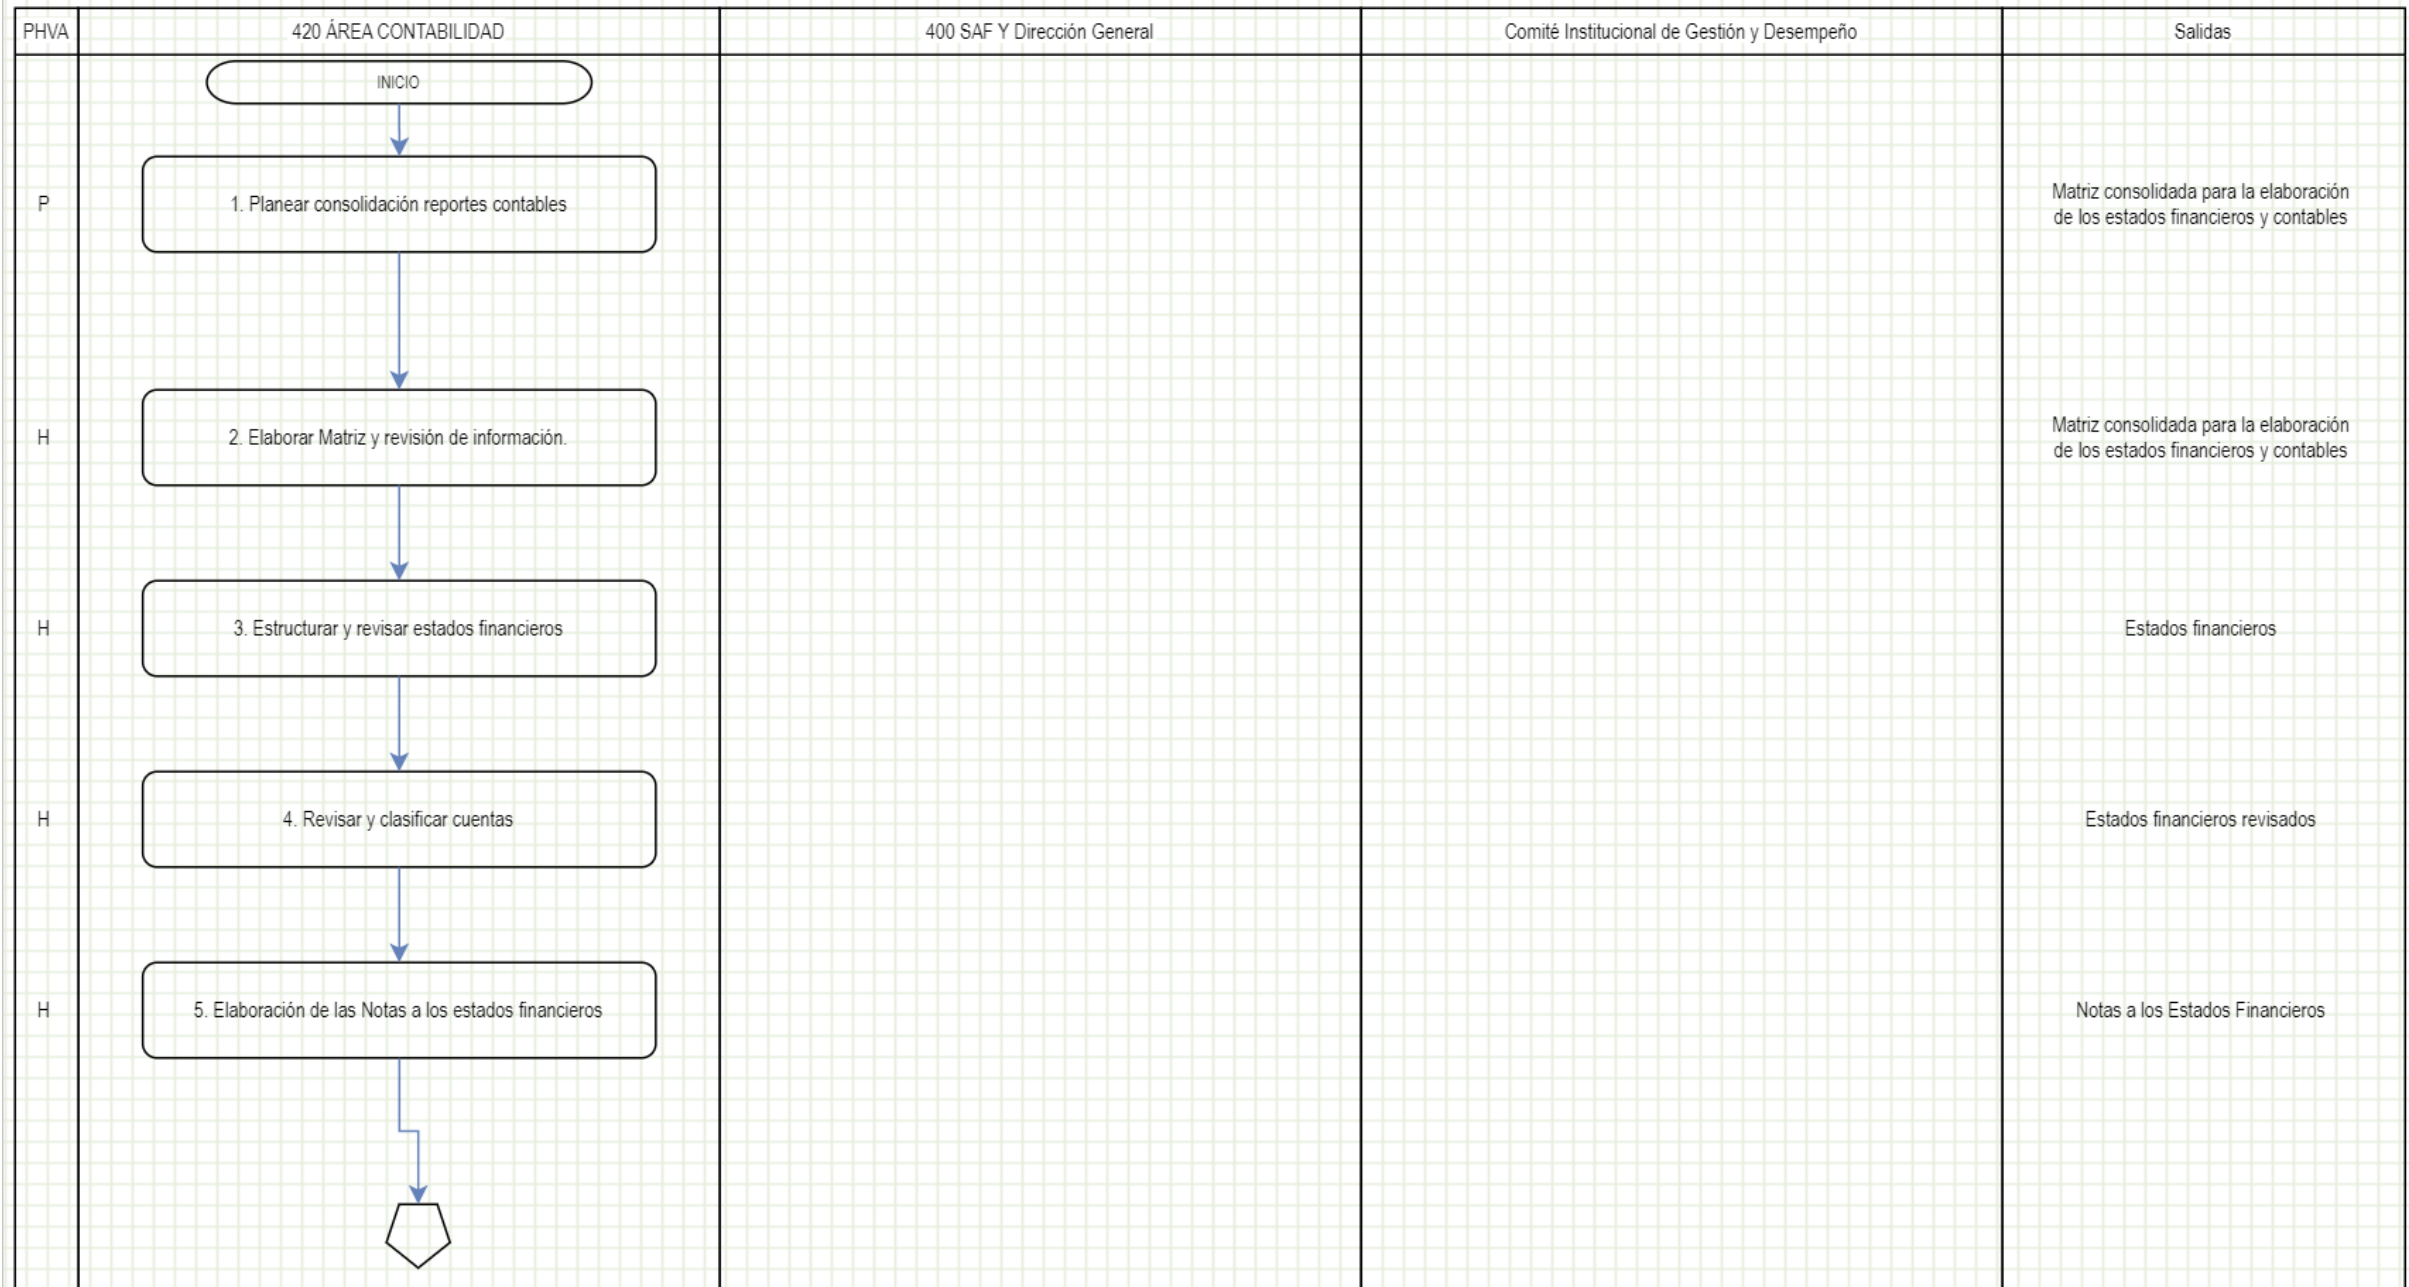 PHVA
420 ÁREA CONTABILIDAD
400 SAF Y Dirección General
Comité Institucional de Gestión y Desempeño
Salidas
INICIO
P
1. Planear consolidación reportes contables
Matriz consolidada para la elaboración
de los estados financieros y contables
H
2. Elaborar Matriz y revisión de información.
Matriz consolidada para la elaboración
de los estados financieros y contables
H
3. Estructurar y revisar estados financieros
Estados financieros
H
4. Revisar y clasificar cuentas
Estados financieros revisados
H
5. Elaboración de las Notas a los estados financieros
Notas a los Estados Financieros